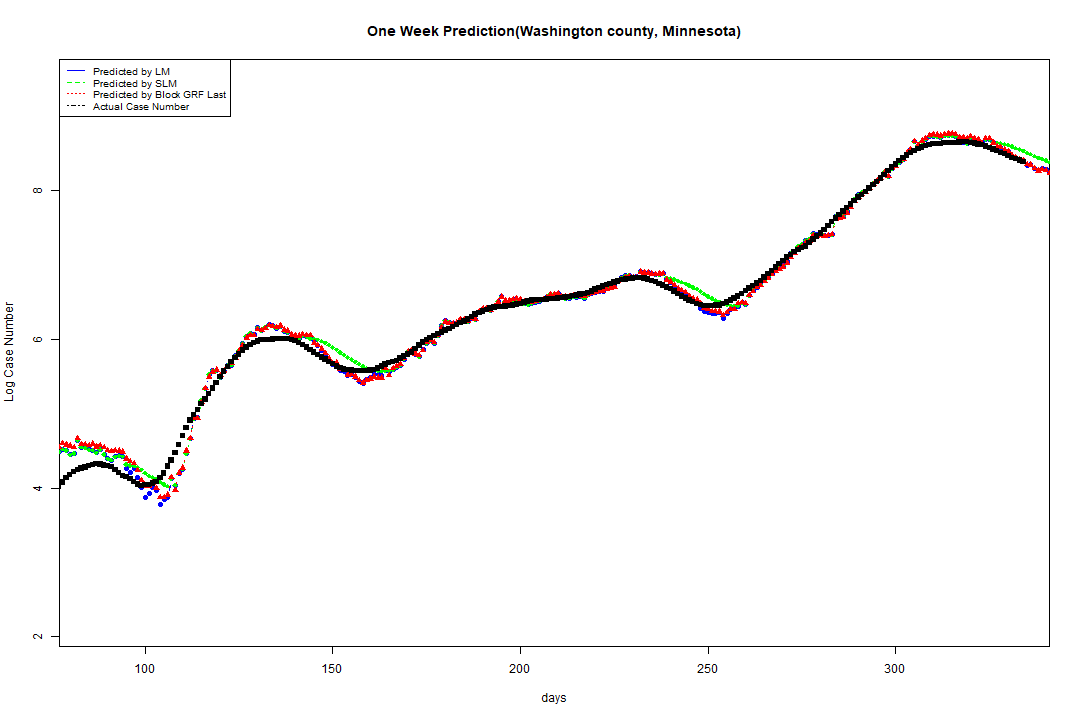 One Week Prediction(Washington county, Minnesota)
Predicted by LM
Predicted by SLM
Predicted by Block GRF Last
Actual Case Number
8
6
4
2
Log Case Number
100 150 200 250 300
days